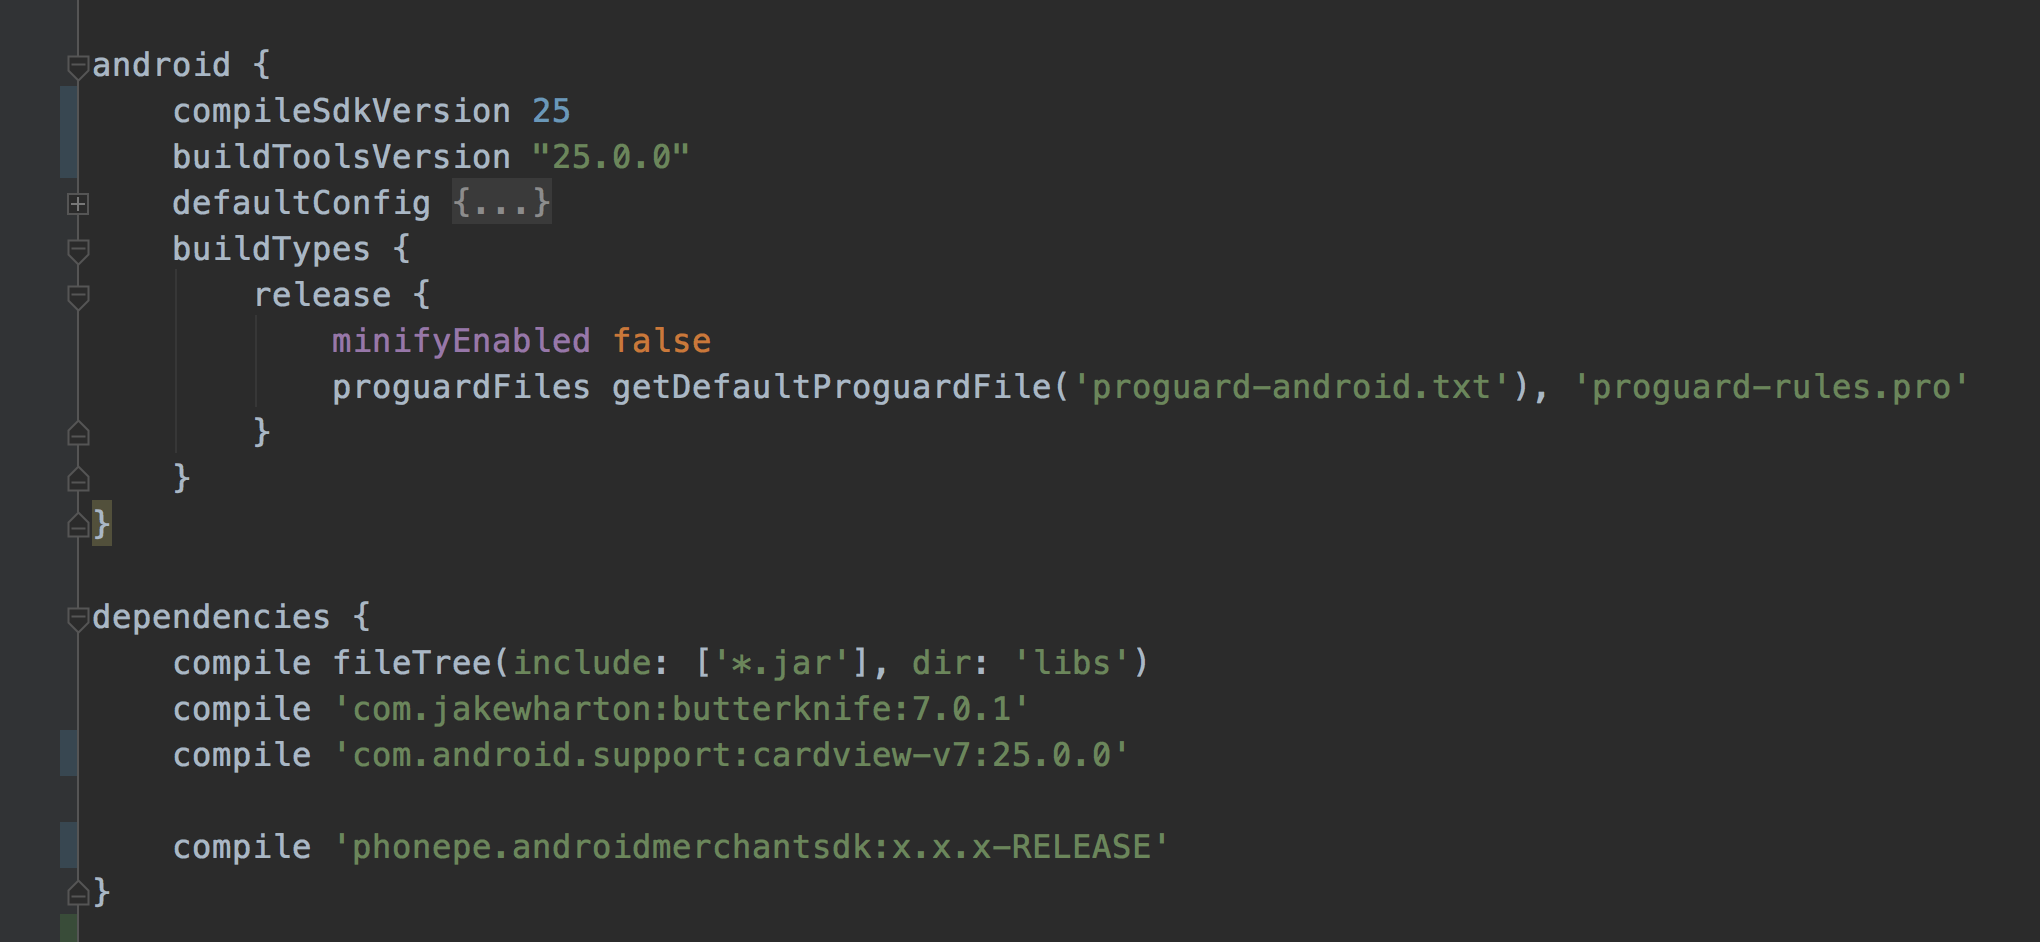 android {
    compileSdkVersion 25
    buildToolsVersion "25.0.0"
    defaultConfig {...}
    buildTypes {
        release {
            minifyEnabled false
            proguardFiles getDefaultProguardFile('proguard-android.txt'), 'proguard-rules.pro'
        }
    }
}
dependencies {
    compile fileTree(include: ['*.jar'], dir: 'libs')
    compile 'com.jakewharton:butterknife:7.0.1'
    compile 'com.android.support:cardview-v7:25.0.0'
    compile 'phonepe.androidmerchantsdk:x.x.x-RELEASE'
}